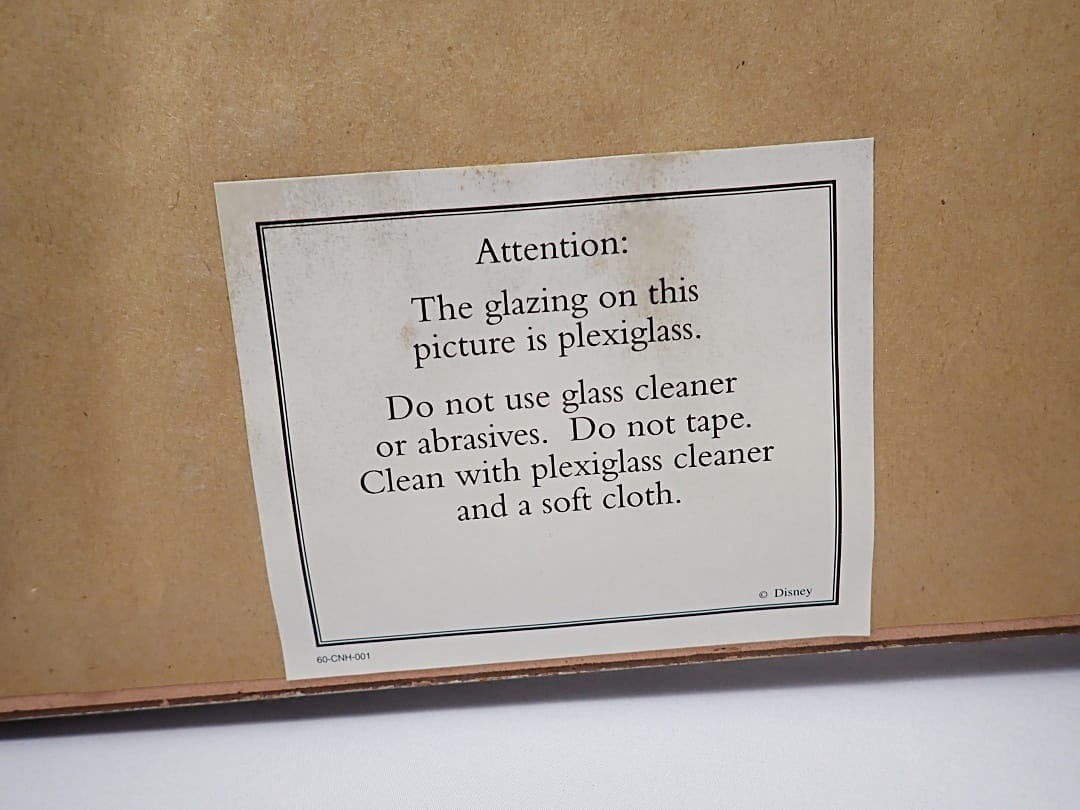 Attention:
The glazing on this
picture is plexiglass.
Do not use glass cleaner
or abrasives. Do not tape.
Clean with plexiglass cleaner
and a soft cloth.
© Disney
60-CNH-001